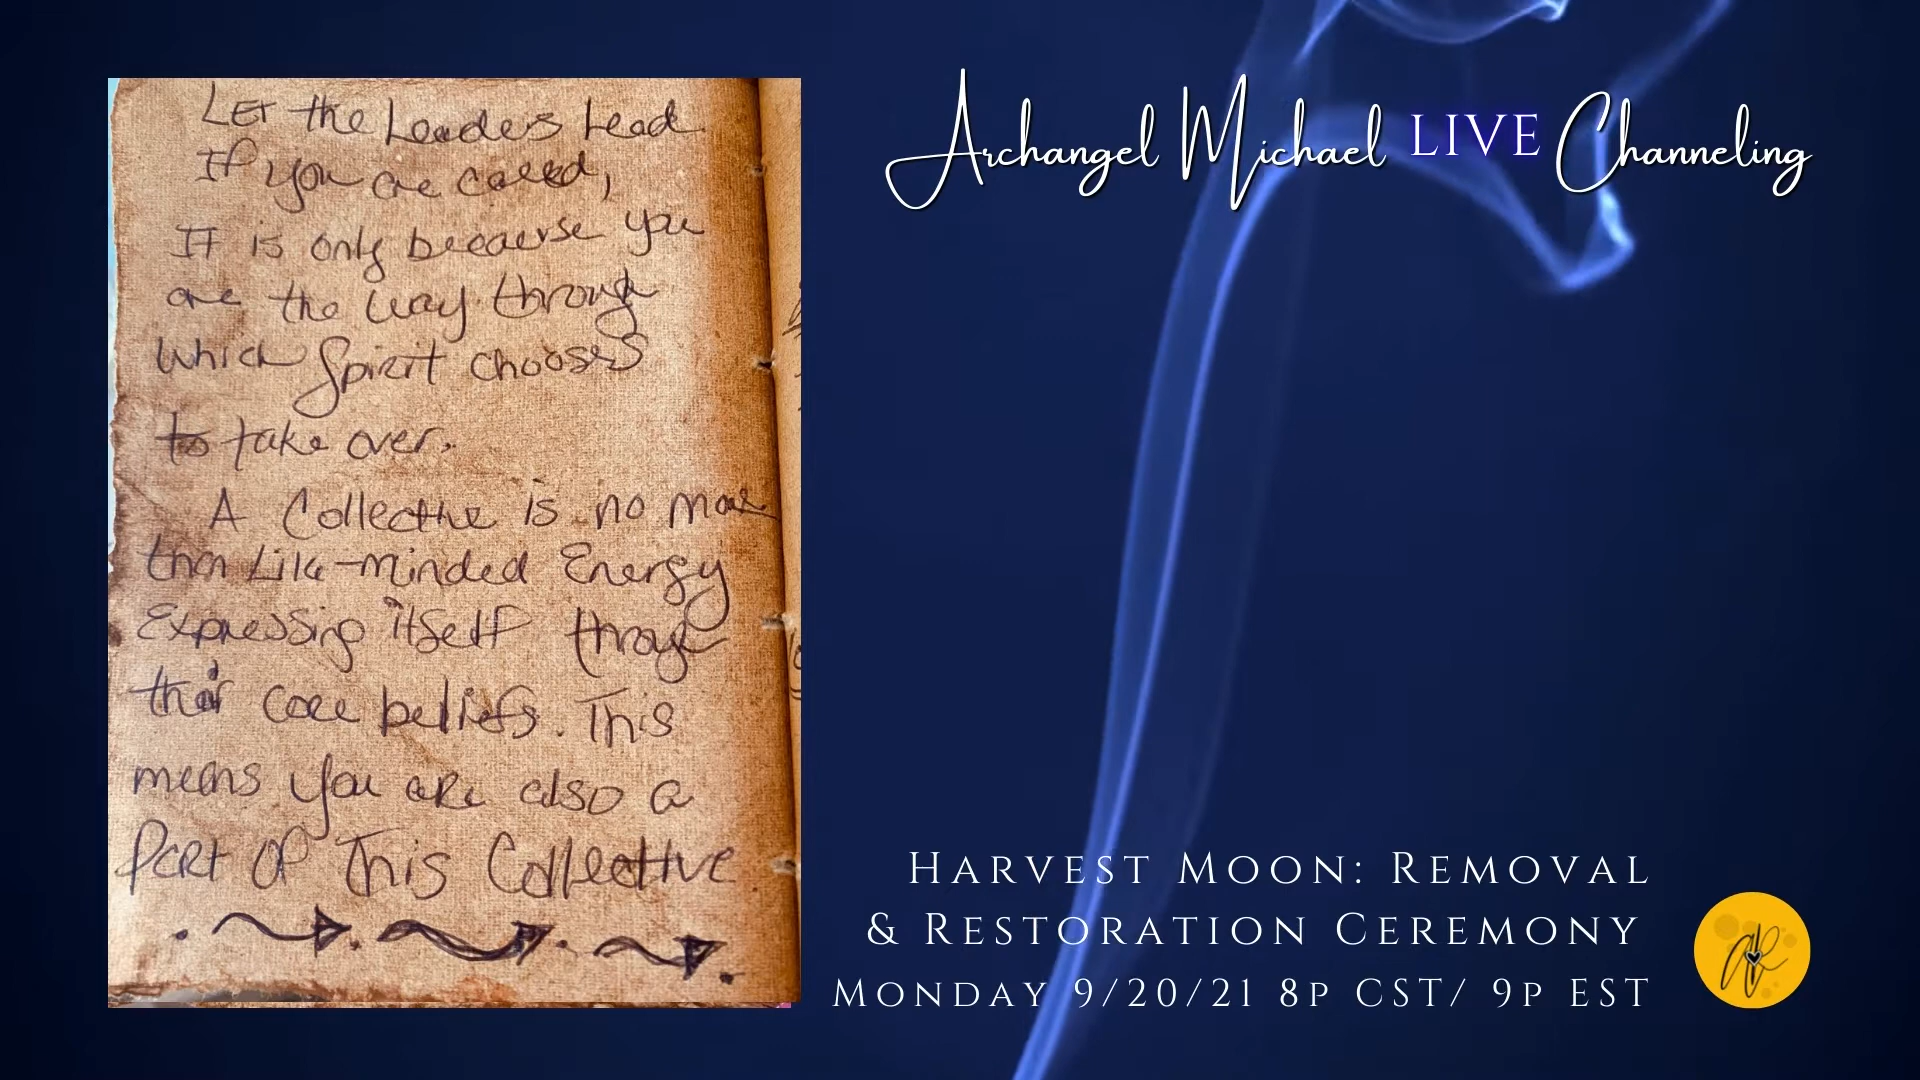 Let the Leaders Lead.
If you are called,
It is only because you
are the way through
which Spirit chooses
to take over.
A Collective is no more
than Like-minded Energy
Expressing itself through
their core beliefs. This
means you are also a
Part Of This Collective.
Archangel Michael LIVE Channeling
Harvest Moon: Removal
& Restoration Ceremony
Monday 9/20/21 8p CST/ 9p EST